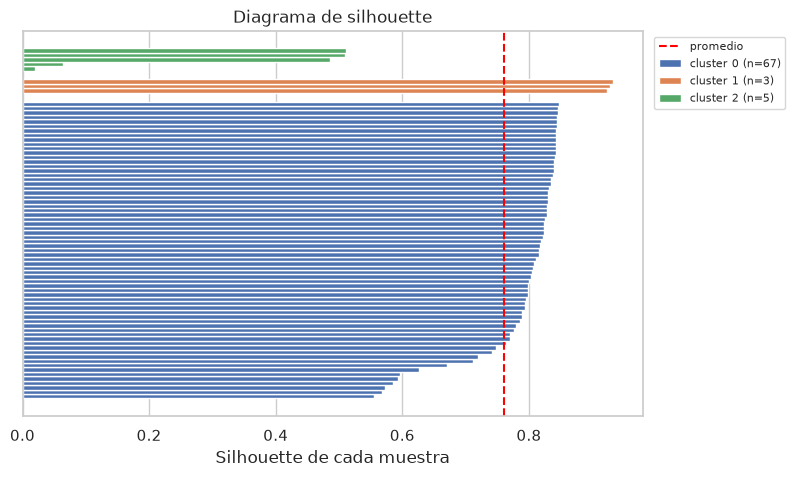 Diagrama de silhouette
promedio
cluster 0 (n=67)
cluster 1 (n=3)
cluster 2 (n=5)
0.0 0.2 0.4 0.6 0.8
Silhouette de cada muestra